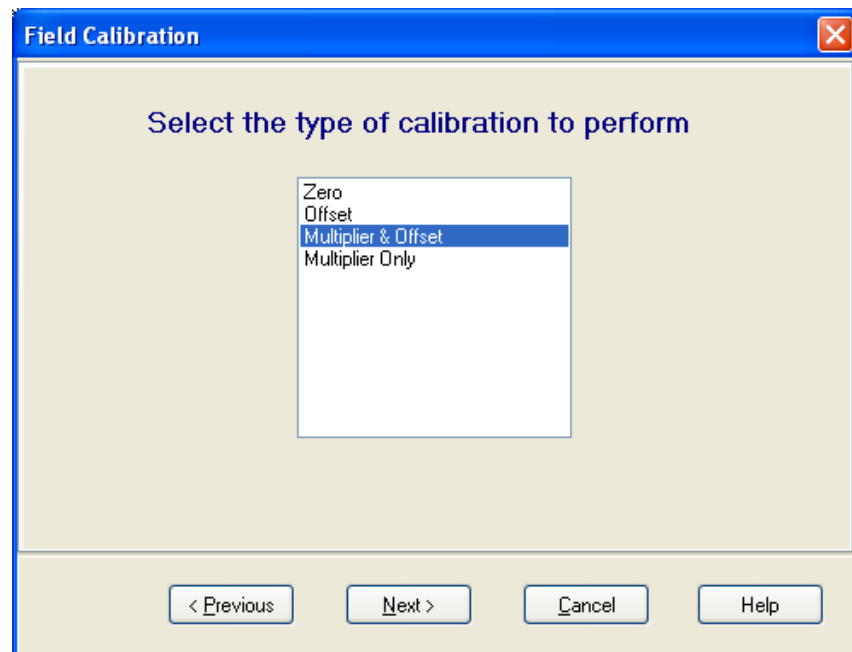 Field Calibration
Select the type of calibration to perform
Zero
Offset
Multiplier & Offset
Multiplier Only
< Previous Next > Cancel Help